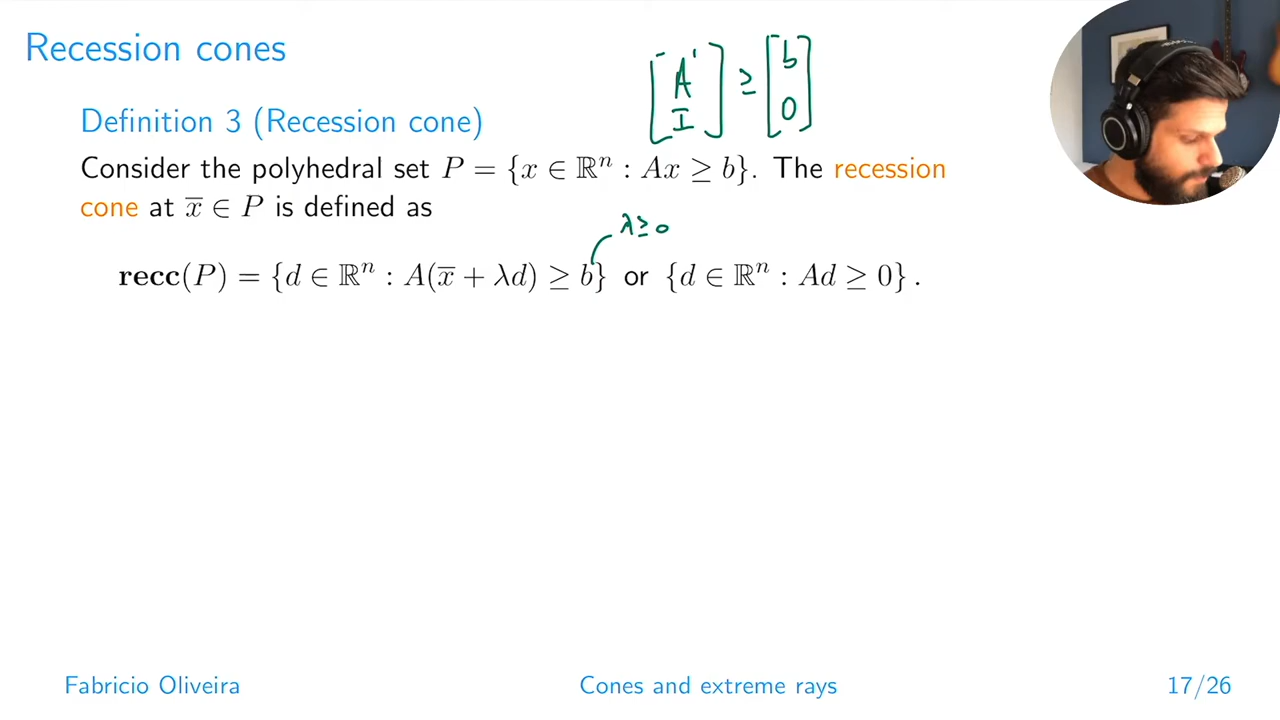 Recession cones
[A' I] ≥ [b 0]
Definition 3 (Recession cone)
Consider the polyhedral set P = {x ∈ ℝⁿ : Ax ≥ b}. The recession
cone at x̅ ∈ P is defined as
λ ≥ 0
recc(P) = {d ∈ ℝⁿ : A(x̅ + λd) ≥ b} or {d ∈ ℝⁿ : Ad ≥ 0} .
Fabricio Oliveira Cones and extreme rays 17/26